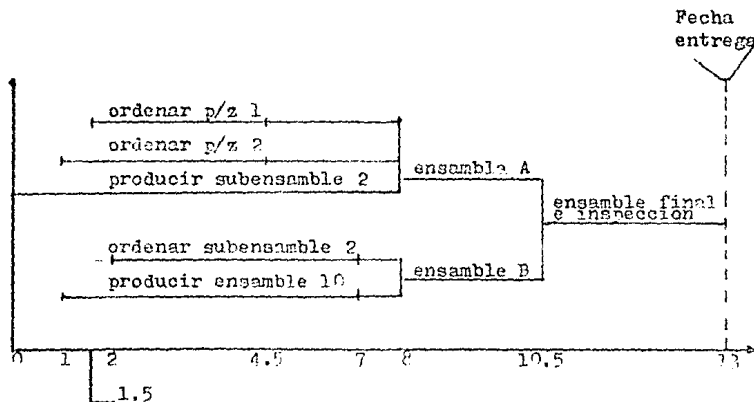 Fecha
entrega
ordenar p/z 1
ordenar p/z 2
producir subensamble 2
ensambla A
ensamble final
e inspección
ordenar subensamble 2
producir ensamble 10
ensamble B
0 1 2 4.5 7 8 10.5 13
1.5